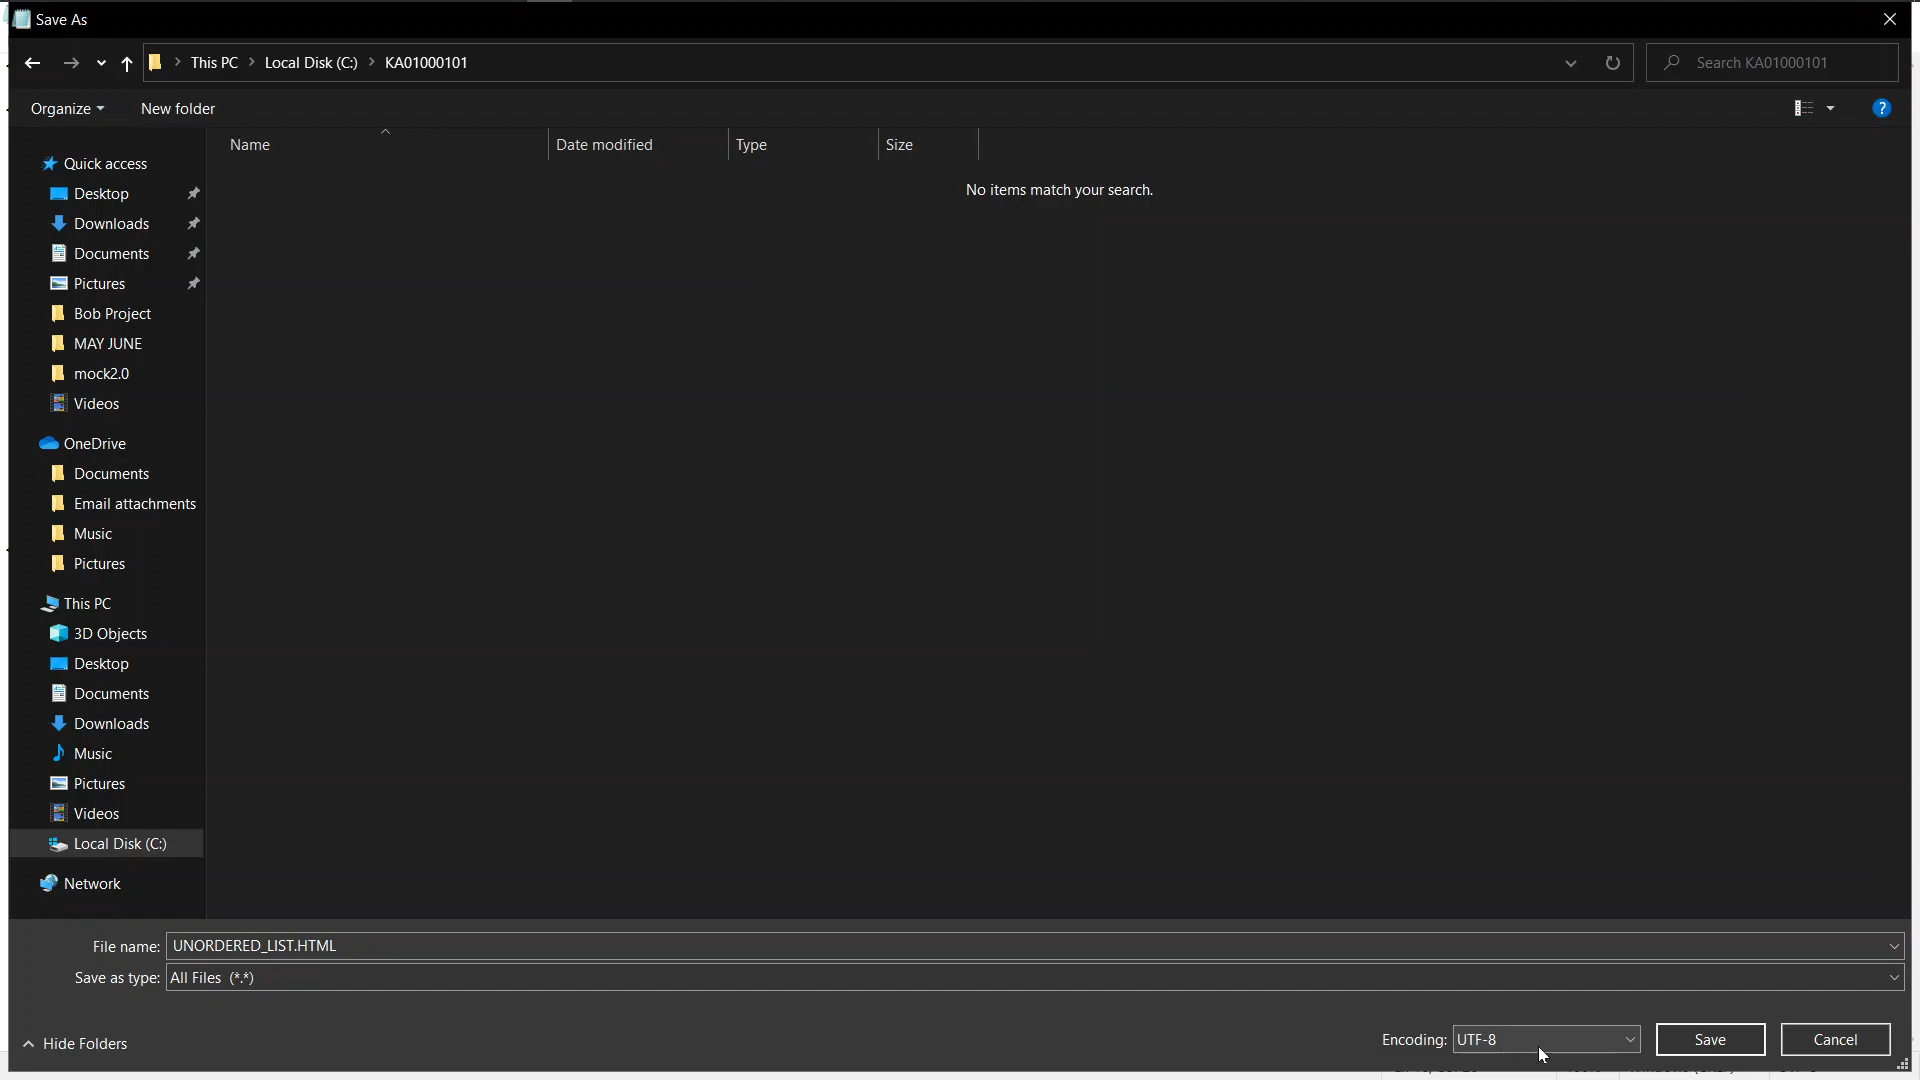 Save As
This PC Local Disk (C:) KA01000101
Search KA01000101
Organize New folder
?
Name Date modified Type Size
No items match your search.
Quick access
Desktop
Downloads
Documents
Pictures
Bob Project
MAY JUNE
mock2.0
Videos
OneDrive
Documents
Email attachments
Music
Pictures
This PC
3D Objects
Desktop
Documents
Downloads
Music
Pictures
Videos
Local Disk (C:)
Network
File name: UNORDERED_LIST.HTML
Save as type: All Files (*.*)
Hide Folders
Encoding: UTF-8
Save
Cancel